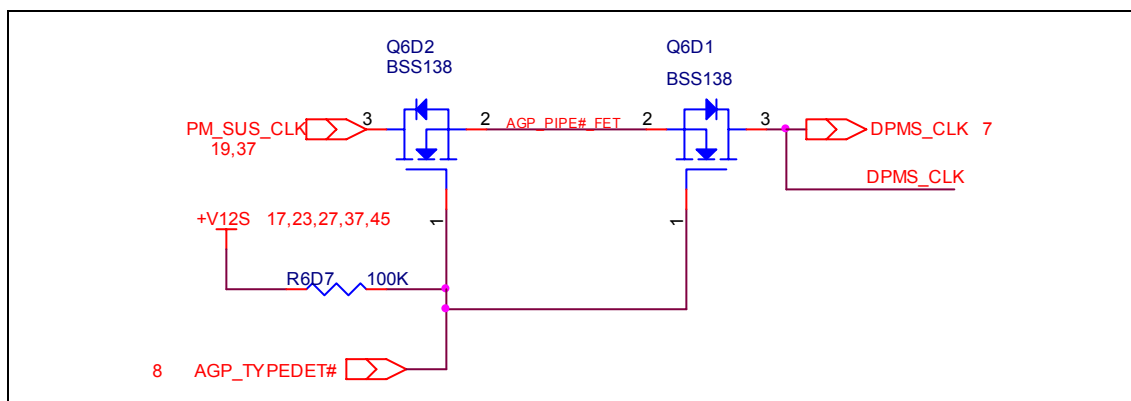 Q6D2
BSS138
Q6D1
BSS138
PM_SUS_CLK
19,37
3
2
AGP_PIPE#_FET
2
3
DPMS_CLK 7
DPMS_CLK
+V12S 17,23,27,37,45
1
1
R6D7 100K
8 AGP_TYPEDET#